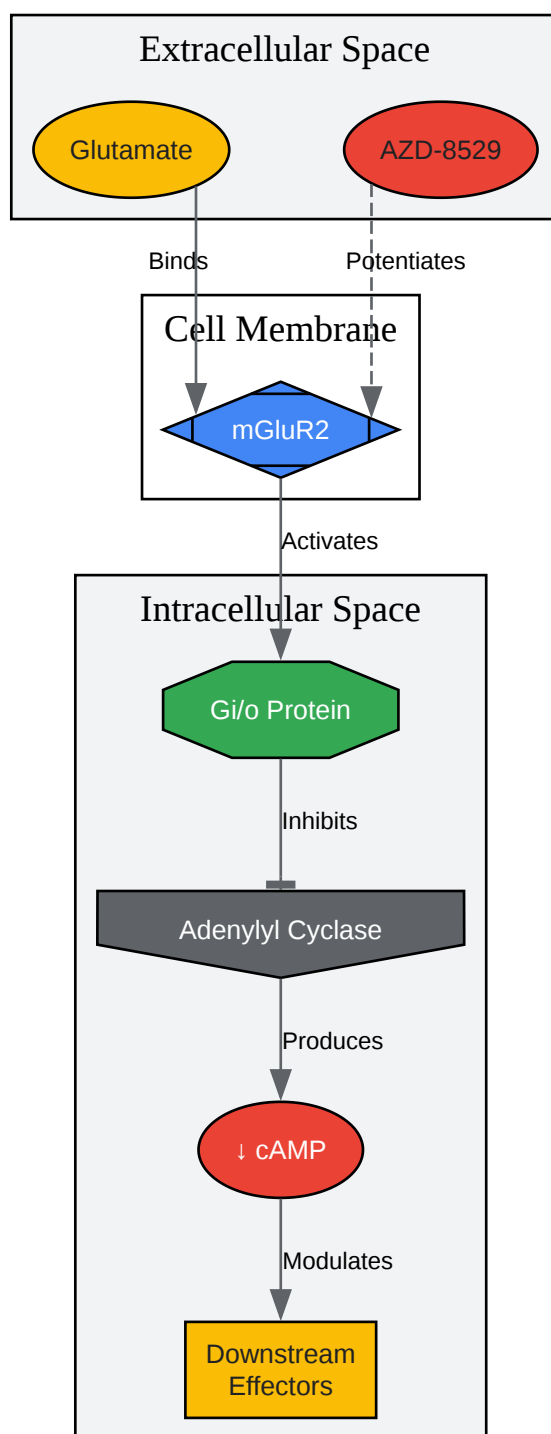 Extracellular Space
Glutamate
AZD-8529
Binds
Potentiates
Cell Membrane
mGluR2
Activates
Intracellular Space
Gi/o Protein
Inhibits
Adenylyl Cyclase
Produces
↓ cAMP
Modulates
Downstream
Effectors